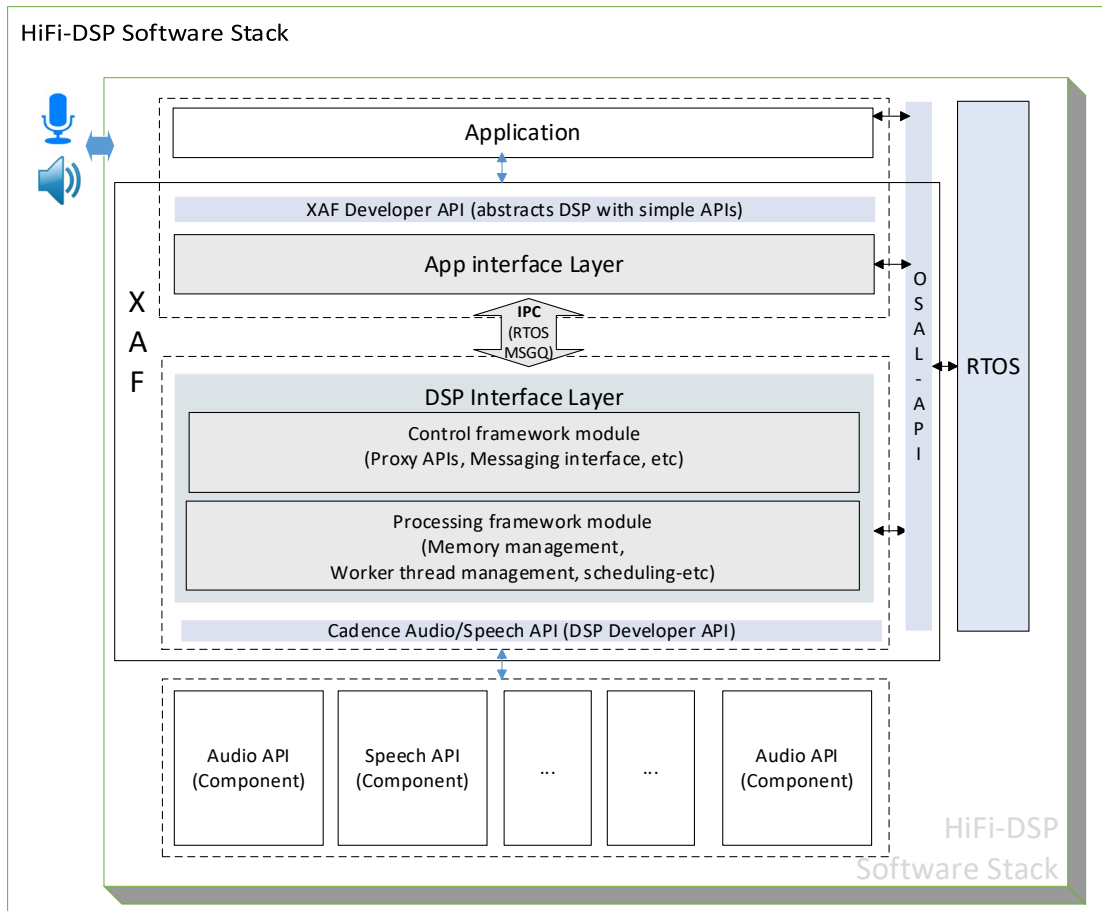 HiFi-DSP Software Stack
Application
XAF Developer API (abstracts DSP with simple APIs)
App interface Layer
X
A
F
IPC
(RTOS
MSGQ)
O
S
A
L
-
A
P
I
RTOS
DSP Interface Layer
Control framework module
(Proxy APIs, Messaging interface, etc)
Processing framework module
(Memory management,
Worker thread management, scheduling-etc)
Cadence Audio/Speech API (DSP Developer API)
Audio API
(Component)
Speech API
(Component)
...
...
Audio API
(Component)
HiFi-DSP
Software Stack